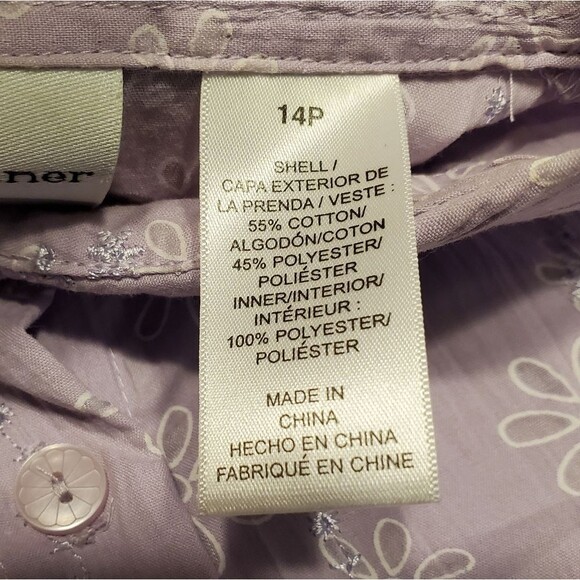 14P
SHELL /
CAPA EXTERIOR DE
LA PRENDA / VESTE :
55% COTTON/
ALGODÓN/COTON
45% POLYESTER/
POLIÉSTER
INNER/INTERIOR/
INTÉRIEUR :
100% POLYESTER/
POLIÉSTER
MADE IN
CHINA
HECHO EN CHINA
FABRIQUÉ EN CHINE